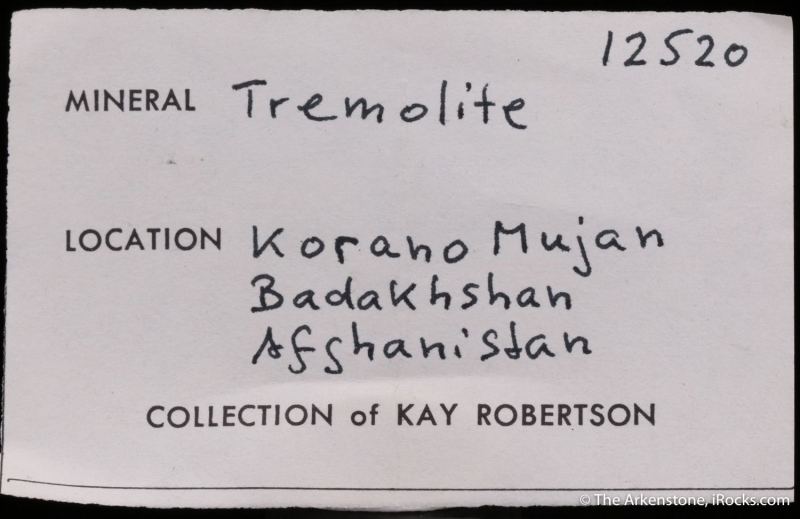 12520
MINERAL Tremolite
LOCATION Korano Mujan
Badakhshan
Afghanistan
COLLECTION of KAY ROBERTSON
© The Arkenstone, iRocks.com